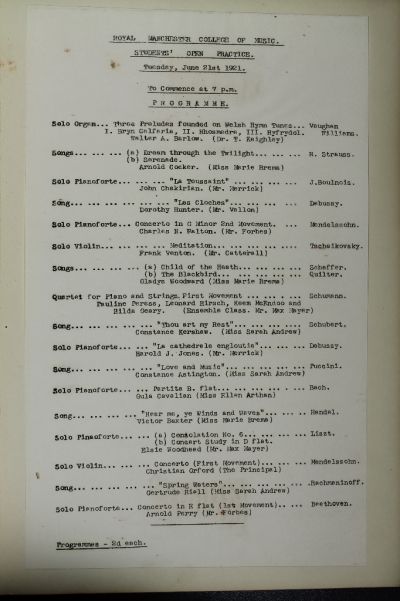 ROYAL MANCHESTER COLLEGE OF MUSIC.
STUDENTS' OPEN PRACTICE.
Tuesday, June 21st 1921.
To Commence at 7 p.m.
PROGRAMME.
Solo Organ... Three Preludes founded on Welsh Hymn Tunes... Vaughan
I. Bryn Calfaria, II. Rhosmedre, III. Hyfrydol. Williams.
Walter A. Barlow. (Dr. T. Keighley)
Songs... ... ... (a) Dream through the Twilight... ... ... R. Strauss.
(b) Serenade.
Arnold Cocker. (Miss Marie Brema)
Solo Pianoforte ... ... ... "La Toussaint" ... ... ... ... J.Boulnois.
John Chakirian. (Mr. Merrick)
Song... ... ... ... ... "Les Cloches"... ... ... ... Debussy.
Dorothy Hunter. (Mr. Vallon)
Solo Pianoforte... Concerto in G Minor 2nd Movement. ... Mendelssohn.
Charles N. Walton. (Mr. Forbes)
Solo Violin... ... ... ... Meditation... ... ... ... ... Tschaikovsky.
Frank Venton. (Mr. Catterall)
Songs... ... ... ... (a) Child of the Heath... ... ... ... Schaffer.
(b) The Blackbird... ... ... ... ... Quilter.
Gladys Woodward (Miss Marie Brema)
Quartet for Piano and Strings. First Movement ... ... ... ... Schumann.
Pauline Peress, Leonard Hirsch, Keem McEndoo and
Hilda Geary. (Ensemble Class. Mr. Max Mayer)
Song... ... ... ... ... "Thou art my Rest"... ... ... ... Schubert.
Constance Kershaw. (Miss Sarah Andrew)
Solo Pianoforte ... ... "La cathedrale engloutie"... ... ... Debussy.
Harold J. Jones. (Mr. Merrick)
Song... ... ... ... ... "Love and Music"... ... ... ... Puccini.
Constance Astington. (Miss Sarah Andrew)
Solo Pianoforte ... ... ... Partita B. flat... ... ... ... ... Bach.
Gula Cavalien (Miss Ellen Arthan)
Song... ... ... ... "Hear me, ye Winds and Waves"... ... ... Handel.
Victor Baxter (Miss Marie Brema)
Solo Pianoforte ... (a) Consolation No. 6... ... ... ... ... Liszt.
(b) Concert Study in D flat.
Elsie Woodhead (Mr. Max Mayer)
Solo Violin... ... ... Concerto (First Movement)... ... ... Mendelssohn.
Christian Orford (The Principal)
Song... ... ... ... ... "Spring Waters"... ... ... ... .Rachmaninoff.
Gertrude Riall (Miss Sarah Andrew)
Solo Pianoforte... Concerto in E flat (1st Movement)... ... Beethoven.
Arnold Perry (Mr. Forbes)
Programmes - 2d each.